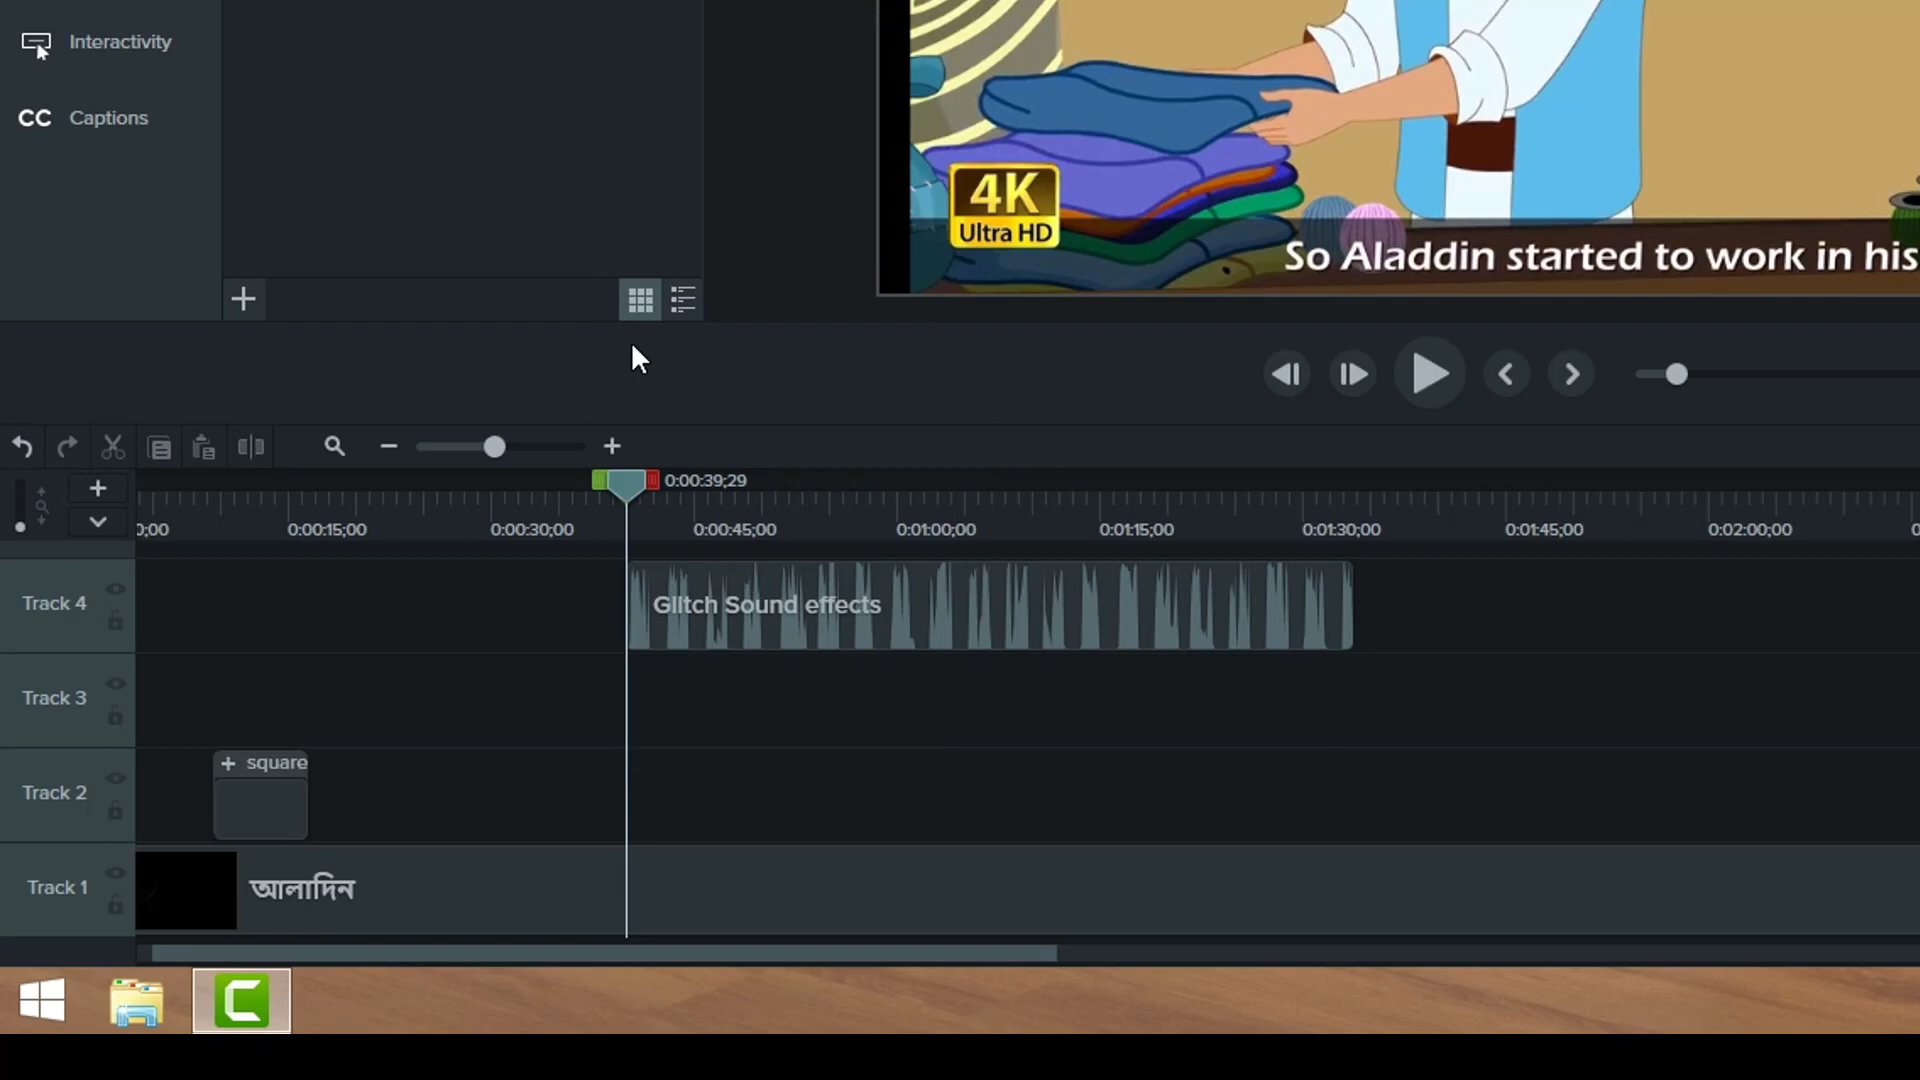 Interactivity
CC Captions
4K
Ultra HD
So Aladdin started to work in his
0:00:39;29
0:00:15;00 0:00:30;00 0:00:45;00 0:01:00;00 0:01:15;00 0:01:30;00 0:01:45;00 0:02:00;00
Track 4
Glitch Sound effects
Track 3
+ square
Track 2
Track 1
আলাদিন